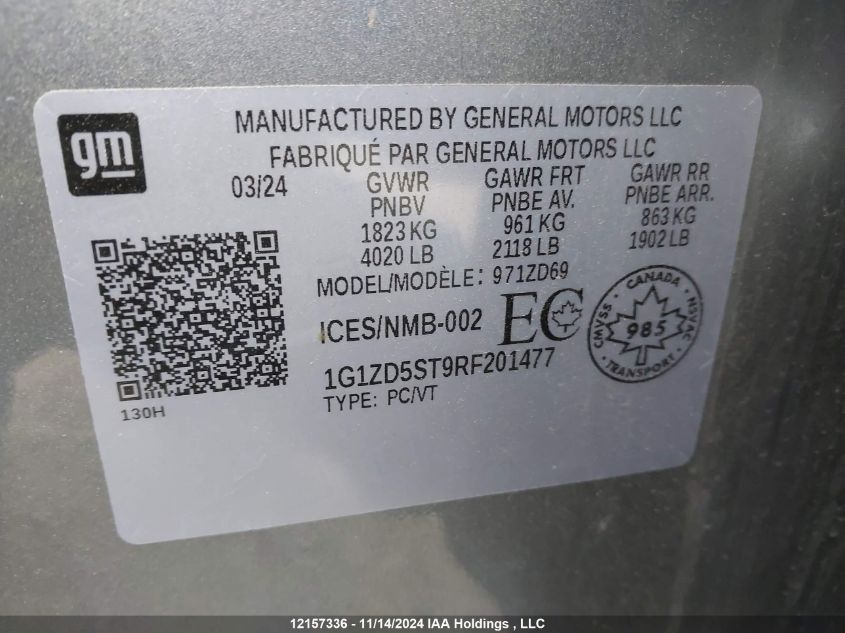 gm
MANUFACTURED BY GENERAL MOTORS LLC
FABRIQUÉ PAR GENERAL MOTORS LLC
03/24
GVWR
PNBV
1823 KG
4020 LB
GAWR FRT
PNBE AV.
961 KG
2118 LB
GAWR RR
PNBE ARR.
863 KG
1902 LB
MODEL/MODÈLE: 971ZD69
ICES/NMB-002
EC
CANADA
CMVSS
985
NSVAC
TRANSPORT
1G1ZD5ST9RF201477
TYPE: PC/VT
130H
12157336 - 11/14/2024 IAA Holdings , LLC